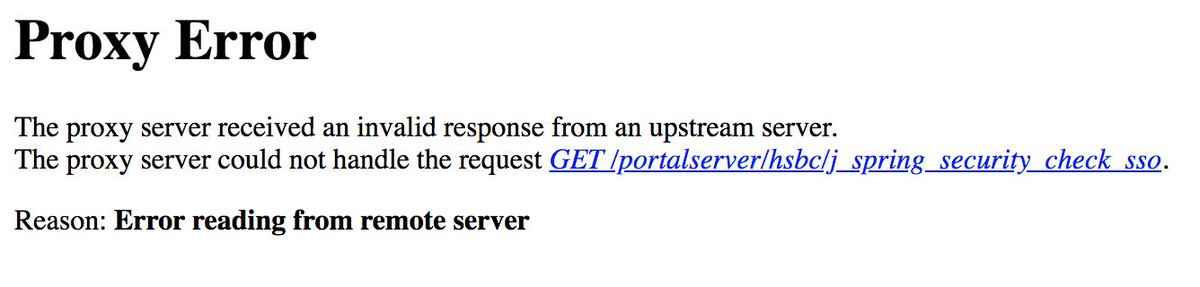 Proxy Error
The proxy server received an invalid response from an upstream server.
The proxy server could not handle the request GET /portalserver/hsbc/j_spring_security_check_sso.
Reason: Error reading from remote server